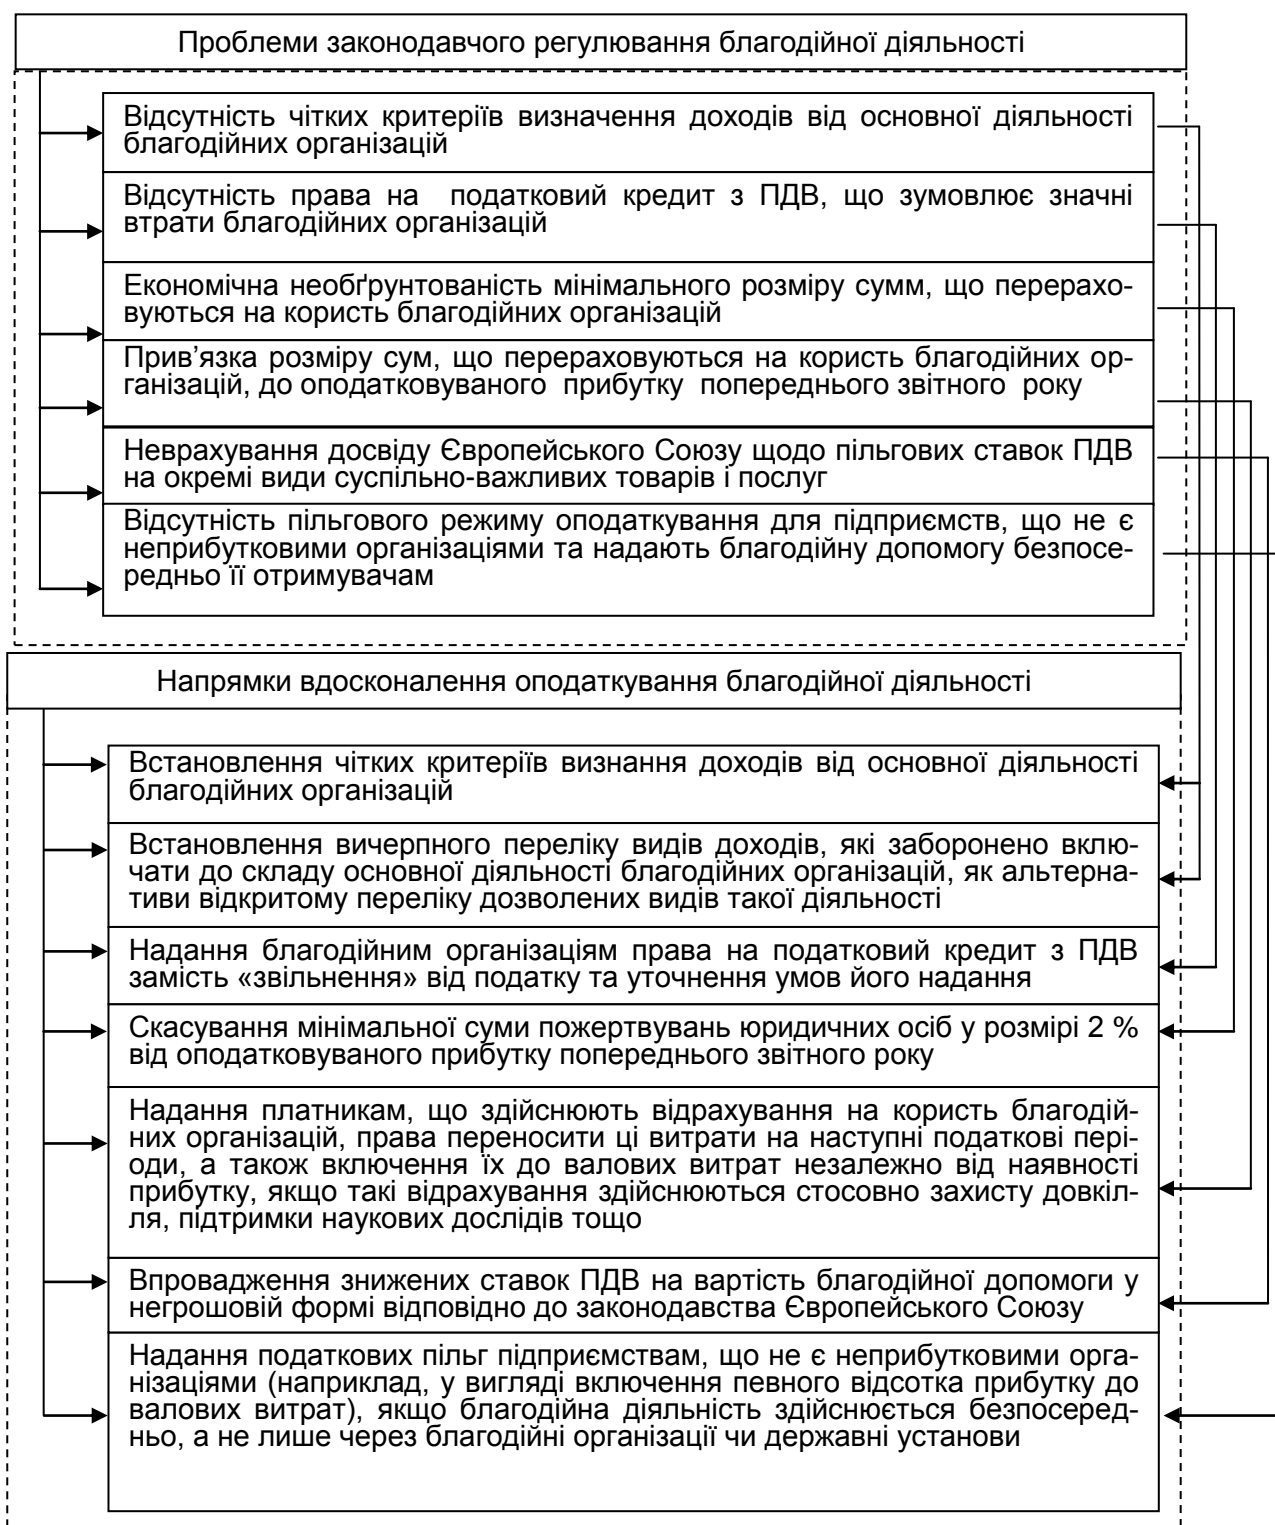 Проблеми законодавчого регулювання благодійної діяльності
Відсутність чітких критеріїв визначення доходів від основної діяльності
благодійних організацій
Відсутність права на податковий кредит з ПДВ, що зумовлює значні
втрати благодійних організацій
Економічна необґрунтованість мінімального розміру сумм, що перерахо-
вуються на користь благодійних організацій
Прив’язка розміру сум, що перераховуються на користь благодійних ор-
ганізацій, до оподатковуваного прибутку попереднього звітного року
Неврахування досвіду Європейського Союзу щодо пільгових ставок ПДВ
на окремі види суспільно-важливих товарів і послуг
Відсутність пільгового режиму оподаткування для підприємств, що не є
неприбутковими організаціями та надають благодійну допомогу безпосе-
редньо її отримувачам
Напрямки вдосконалення оподаткування благодійної діяльності
Встановлення чітких критеріїв визнання доходів від основної діяльності
благодійних організацій
Встановлення вичерпного переліку видів доходів, які заборонено вклю-
чати до складу основної діяльності благодійних організацій, як альтерна-
тиви відкритому переліку дозволених видів такої діяльності
Надання благодійним організаціям права на податковий кредит з ПДВ
замість «звільнення» від податку та уточнення умов його надання
Скасування мінімальної суми пожертвувань юридичних осіб у розмірі 2 %
від оподатковуваного прибутку попереднього звітного року
Надання платникам, що здійснюють відрахування на користь благодій-
них організацій, права переносити ці витрати на наступні податкові пері-
оди, а також включення їх до валових витрат незалежно від наявності
прибутку, якщо такі відрахування здійснюються стосовно захисту довкіл-
ля, підтримки наукових дослідів тощо
Впровадження знижених ставок ПДВ на вартість благодійної допомоги у
негрошовій формі відповідно до законодавства Європейського Союзу
Надання податкових пільг підприємствам, що не є неприбутковими орга-
нізаціями (наприклад, у вигляді включення певного відсотка прибутку до
валових витрат), якщо благодійна діяльність здійснюється безпосеред-
ньо, а не лише через благодійні організації чи державні установи